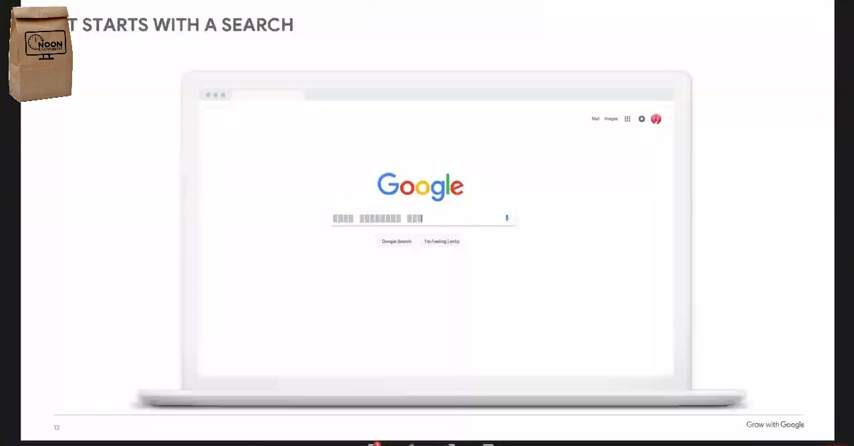 T STARTS WITH A SEARCH
NOON
Mail Images
Google
Google Search I'm Feeling Lucky
12
Grow with Google